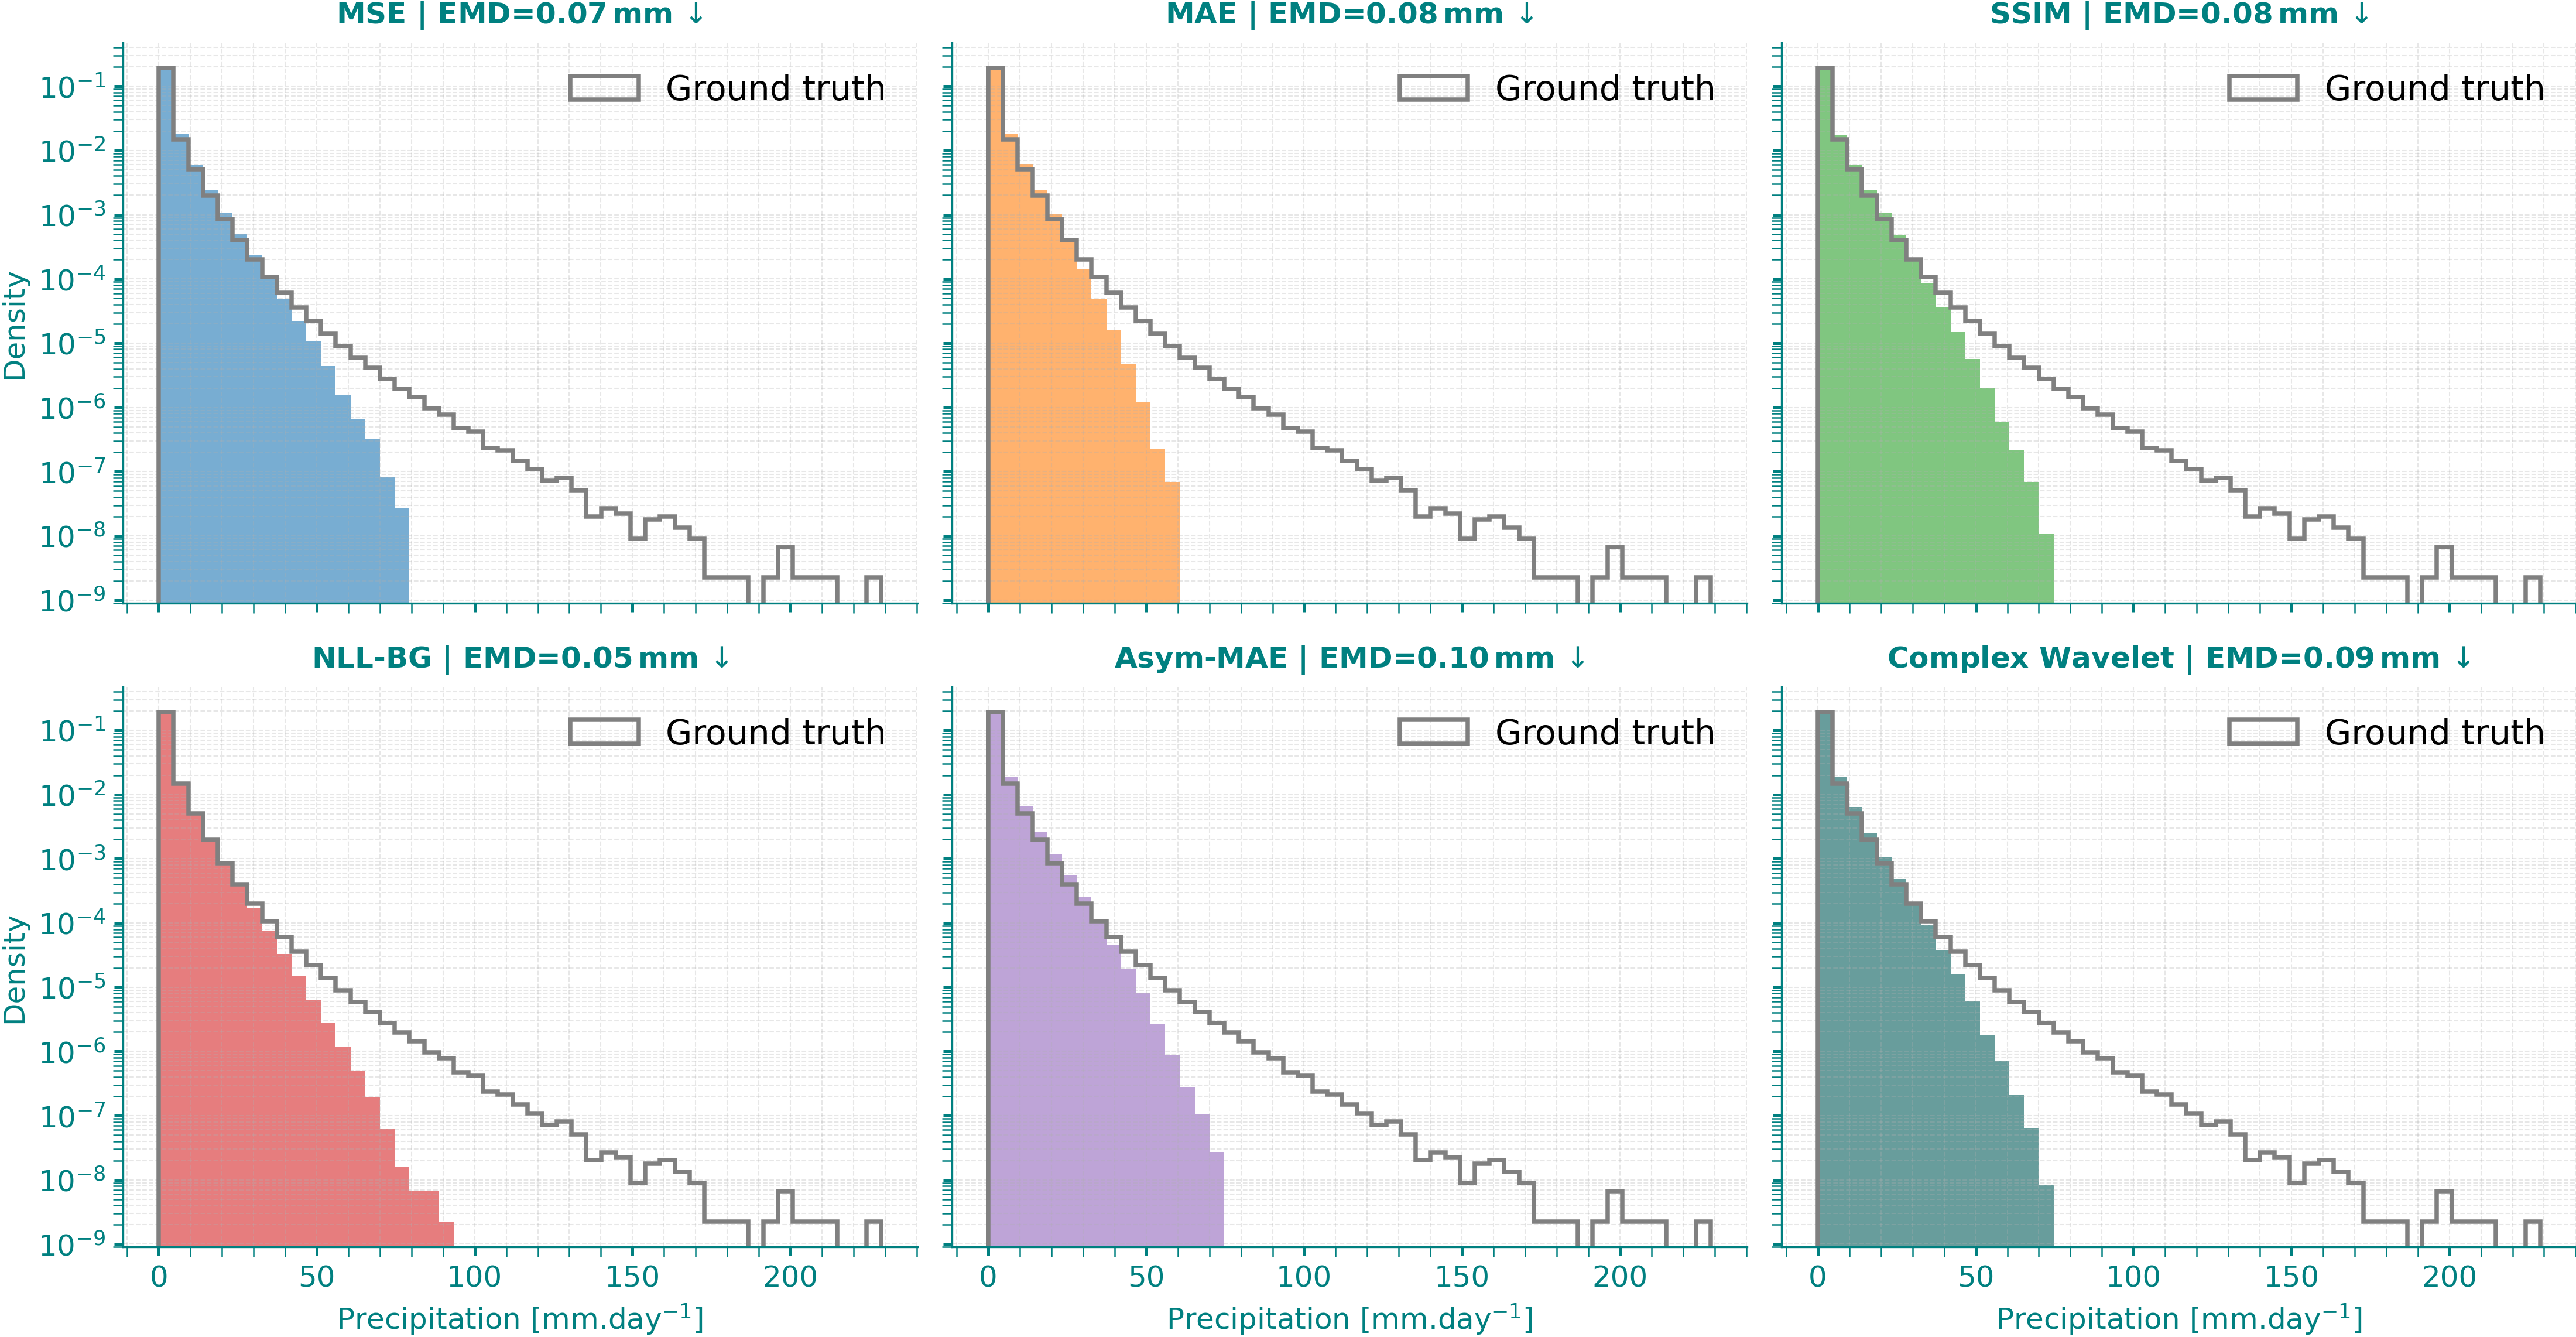 MSE | EMD=0.07 mm ↓
MAE | EMD=0.08 mm ↓
SSIM | EMD=0.08 mm ↓
Density
10⁻¹
10⁻²
10⁻³
10⁻⁴
10⁻⁵
10⁻⁶
10⁻⁷
10⁻⁸
10⁻⁹
Ground truth
Ground truth
Ground truth
NLL-BG | EMD=0.05 mm ↓
Asym-MAE | EMD=0.10 mm ↓
Complex Wavelet | EMD=0.09 mm ↓
Density
10⁻¹
10⁻²
10⁻³
10⁻⁴
10⁻⁵
10⁻⁶
10⁻⁷
10⁻⁸
10⁻⁹
Ground truth
Ground truth
Ground truth
0 50 100 150 200
0 50 100 150 200
0 50 100 150 200
Precipitation [mm.day⁻¹]
Precipitation [mm.day⁻¹]
Precipitation [mm.day⁻¹]